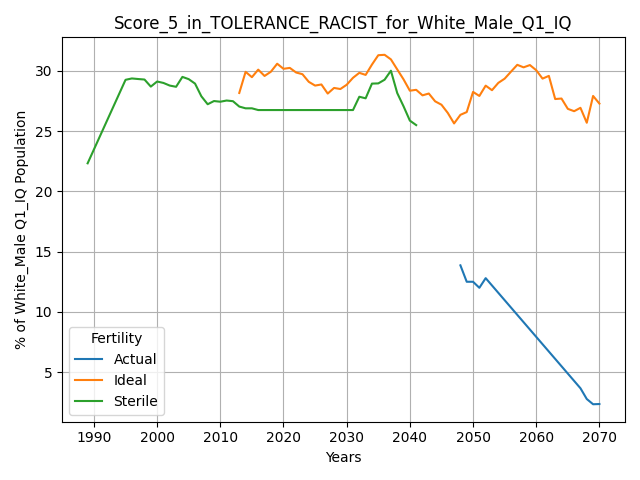 Score_5_in_TOLERANCE_RACIST_for_White_Male_Q1_IQ
% of White_Male Q1_IQ Population
30
25
20
15
10
5
Fertility
Actual
Ideal
Sterile
1990 2000 2010 2020 2030 2040 2050 2060 2070
Years